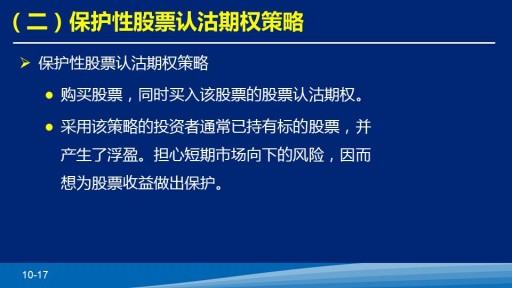 （二）保护性股票认沽期权策略
保护性股票认沽期权策略
购买股票，同时买入该股票的股票认沽期权。
采用该策略的投资者通常已持有标的股票，并
产生了浮盈。担心短期市场向下的风险，因而
想为股票收益做出保护。
10-17